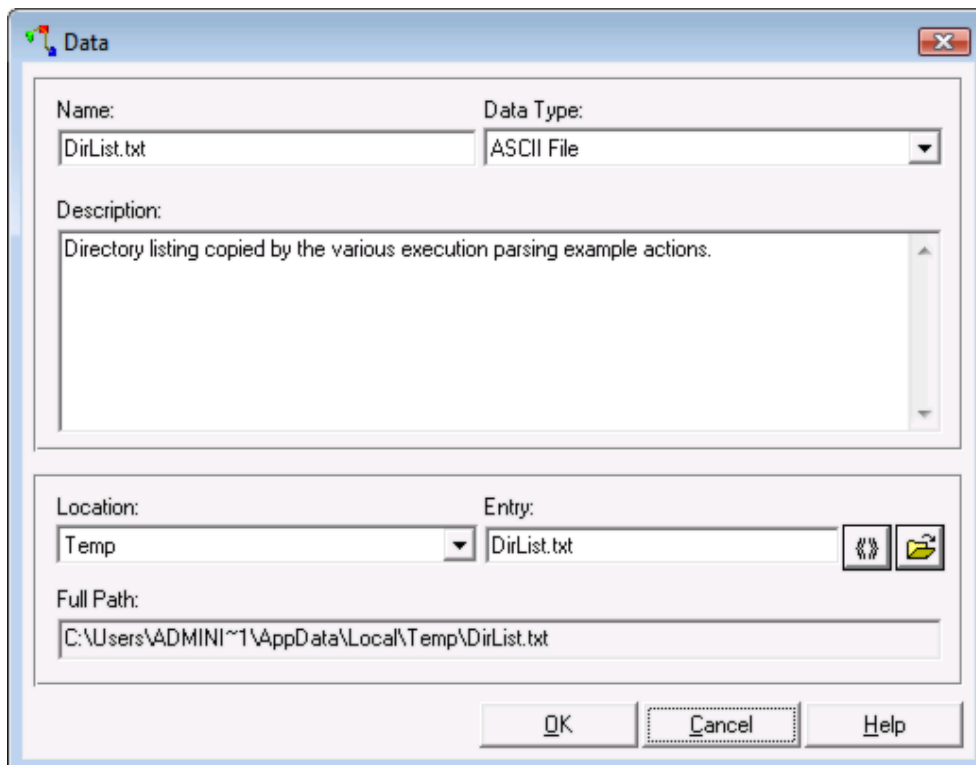 Data
Name:
Data Type:
DirList.txt
ASCII File
Description:
Directory listing copied by the various execution parsing example actions.
Location:
Entry:
Temp
DirList.txt
《》
Full Path:
C:\Users\ADMINI~1\AppData\Local\Temp\DirList.txt
OK
Cancel
Help